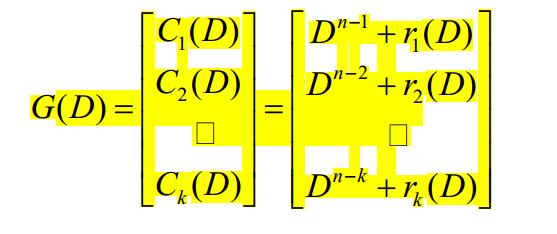 G(D) = [ C₁(D) C₂(D) □ Cₖ(D) ] = [ Dⁿ⁻¹ + r₁(D) Dⁿ⁻² + r₂(D) □ Dⁿ⁻ᵏ + rₖ(D) ]